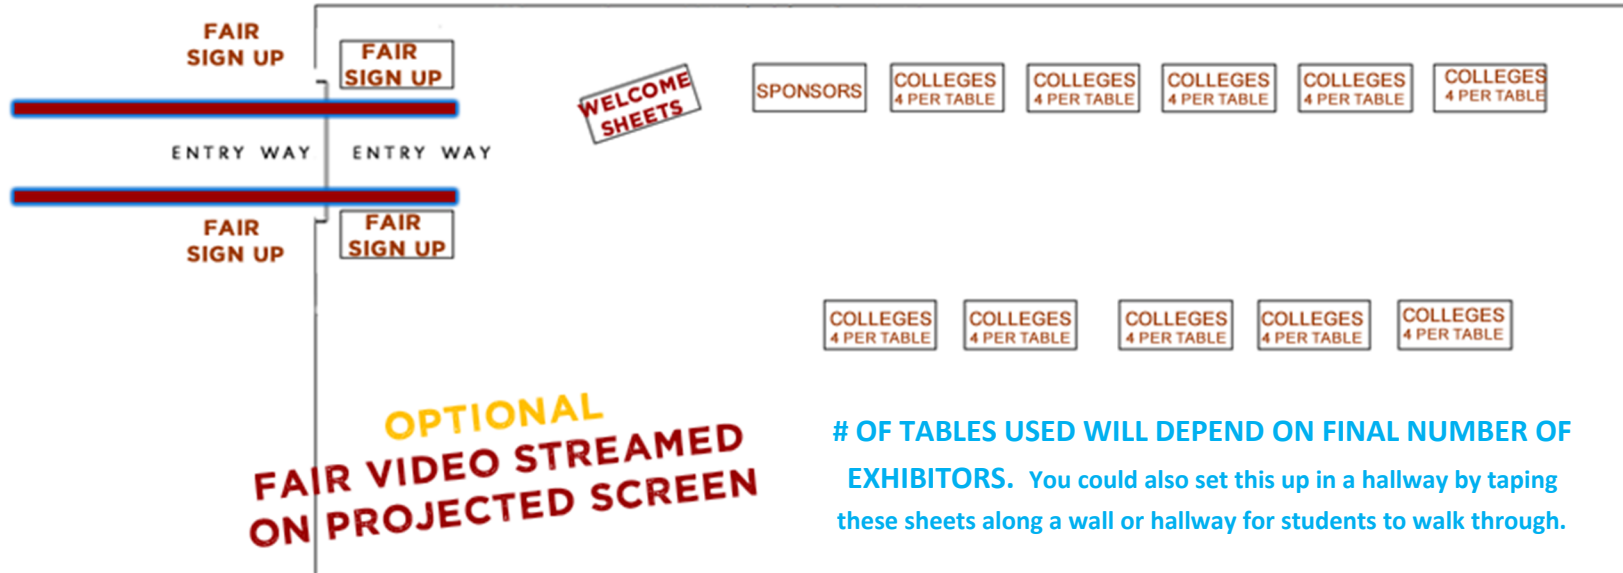 FAIR
SIGN UP
FAIR
SIGN UP
WELCOME
SHEETS
SPONSORS
COLLEGES
4 PER TABLE
COLLEGES
4 PER TABLE
COLLEGES
4 PER TABLE
COLLEGES
4 PER TABLE
COLLEGES
4 PER TABLE
ENTRY WAY
ENTRY WAY
FAIR
SIGN UP
FAIR
SIGN UP
COLLEGES
4 PER TABLE
COLLEGES
4 PER TABLE
COLLEGES
4 PER TABLE
COLLEGES
4 PER TABLE
COLLEGES
4 PER TABLE
OPTIONAL
FAIR VIDEO STREAMED
ON PROJECTED SCREEN
# OF TABLES USED WILL DEPEND ON FINAL NUMBER OF
EXHIBITORS. You could also set this up in a hallway by taping
these sheets along a wall or hallway for students to walk through.